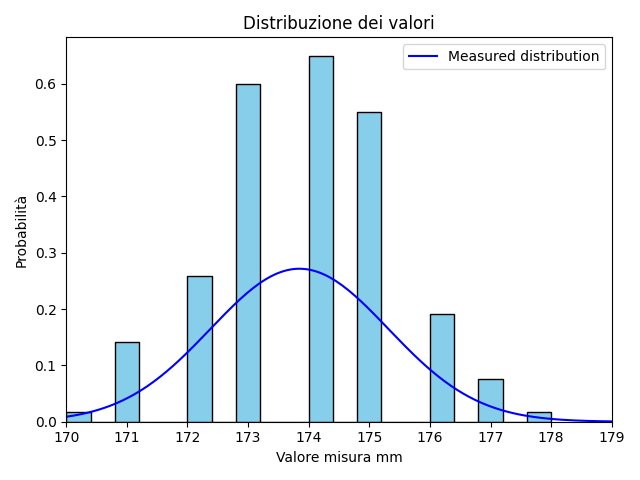 Distribuzione dei valori
Measured distribution
Probabilità
0.6
0.5
0.4
0.3
0.2
0.1
0.0
170 171 172 173 174 175 176 177 178 179
Valore misura mm